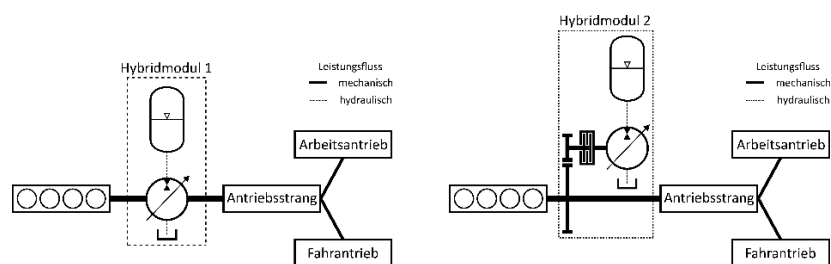 Hybridmodul 1
Leistungsfluss
mechanisch
hydraulisch
Arbeitsantrieb
Antriebsstrang
Fahrantrieb
Hybridmodul 2
Leistungsfluss
mechanisch
hydraulisch
Arbeitsantrieb
Antriebsstrang
Fahrantrieb